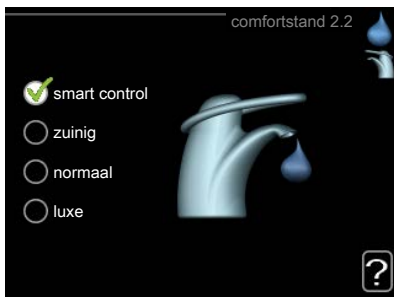 comfortstand 2.2
smart control
zuinig
normaal
luxe
?